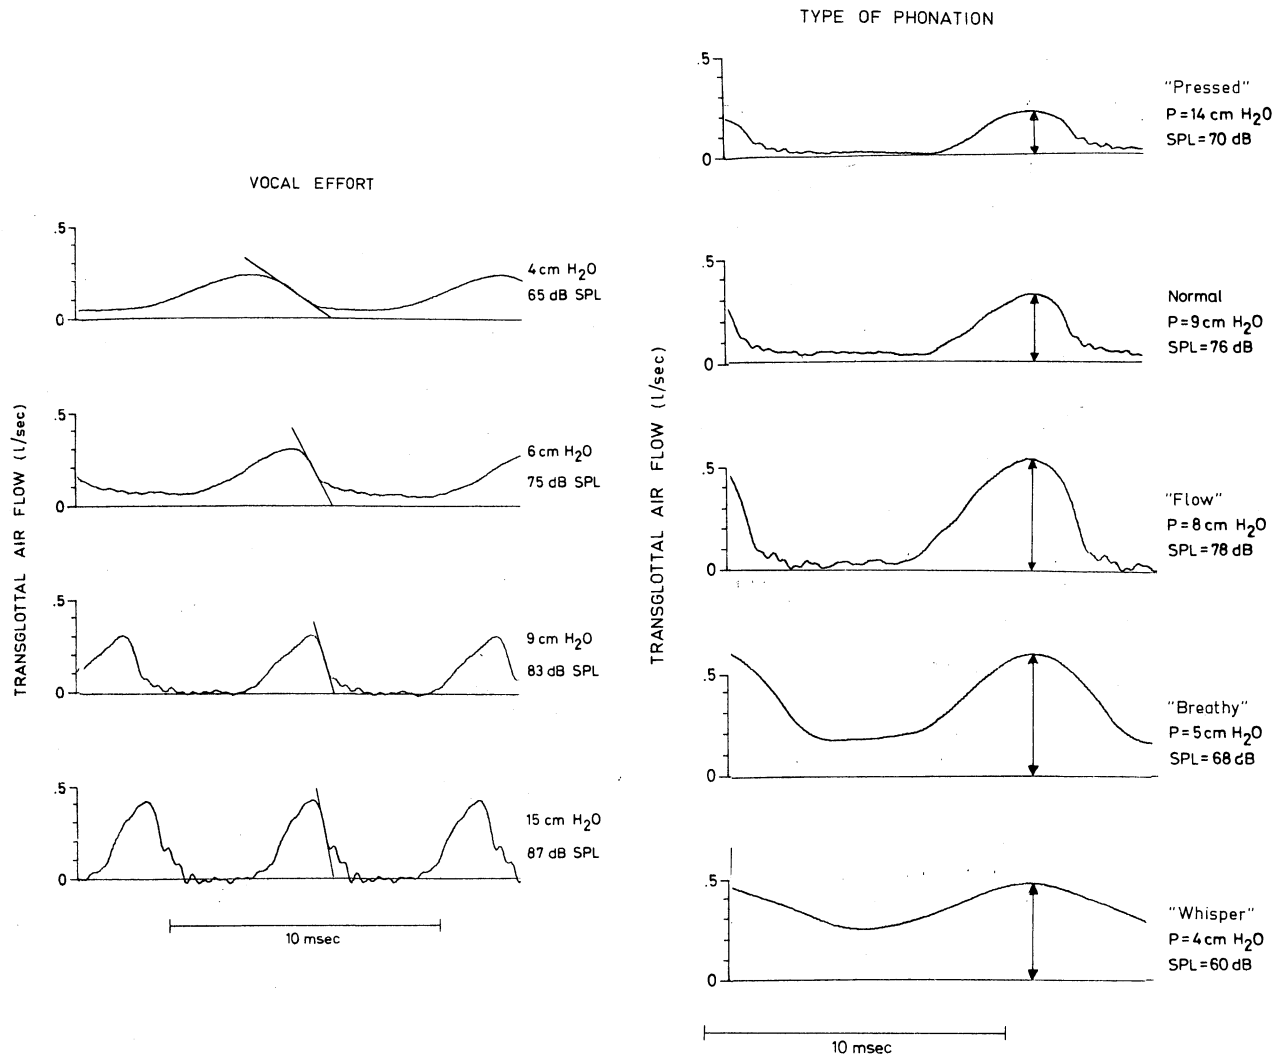 VOCAL EFFORT
TRANSGLOTTAL AIR FLOW (l/sec)
.5
0
4 cm H2O
65 dB SPL
.5
0
6 cm H2O
75 dB SPL
.5
0
9 cm H2O
83 dB SPL
.5
0
15 cm H2O
87 dB SPL
10 msec
TYPE OF PHONATION
TRANSGLOTTAL AIR FLOW (l/sec)
.5
0
"Pressed"
P=14 cm H2O
SPL=70 dB
.5
0
Normal
P=9 cm H2O
SPL=76 dB
.5
0
"Flow"
P=8 cm H2O
SPL=78 dB
.5
0
"Breathy"
P=5 cm H2O
SPL=68 dB
.5
0
"Whisper"
P=4 cm H2O
SPL=60 dB
10 msec